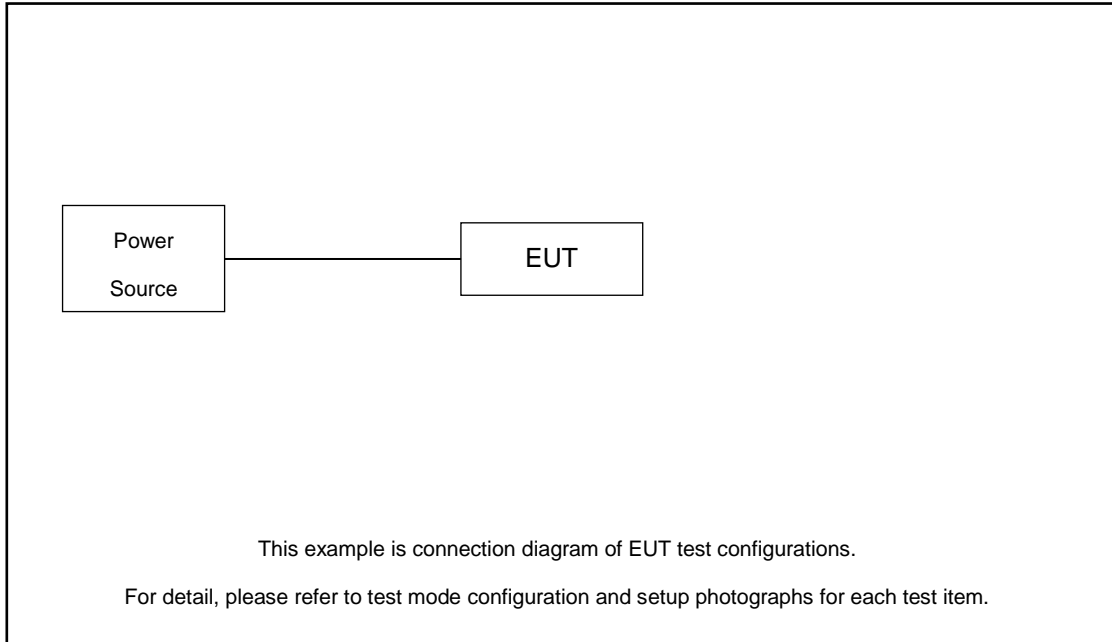 Power
Source
EUT
This example is connection diagram of EUT test configurations.
For detail, please refer to test mode configuration and setup photographs for each test item.